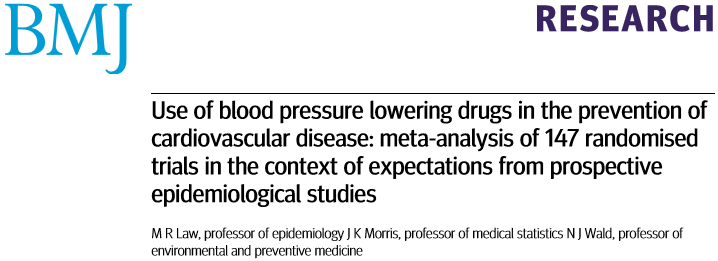 BMJ
RESEARCH
Use of blood pressure lowering drugs in the prevention of
cardiovascular disease: meta-analysis of 147 randomised
trials in the context of expectations from prospective
epidemiological studies
M R Law, professor of epidemiology J K Morris, professor of medical statistics N J Wald, professor of
environmental and preventive medicine